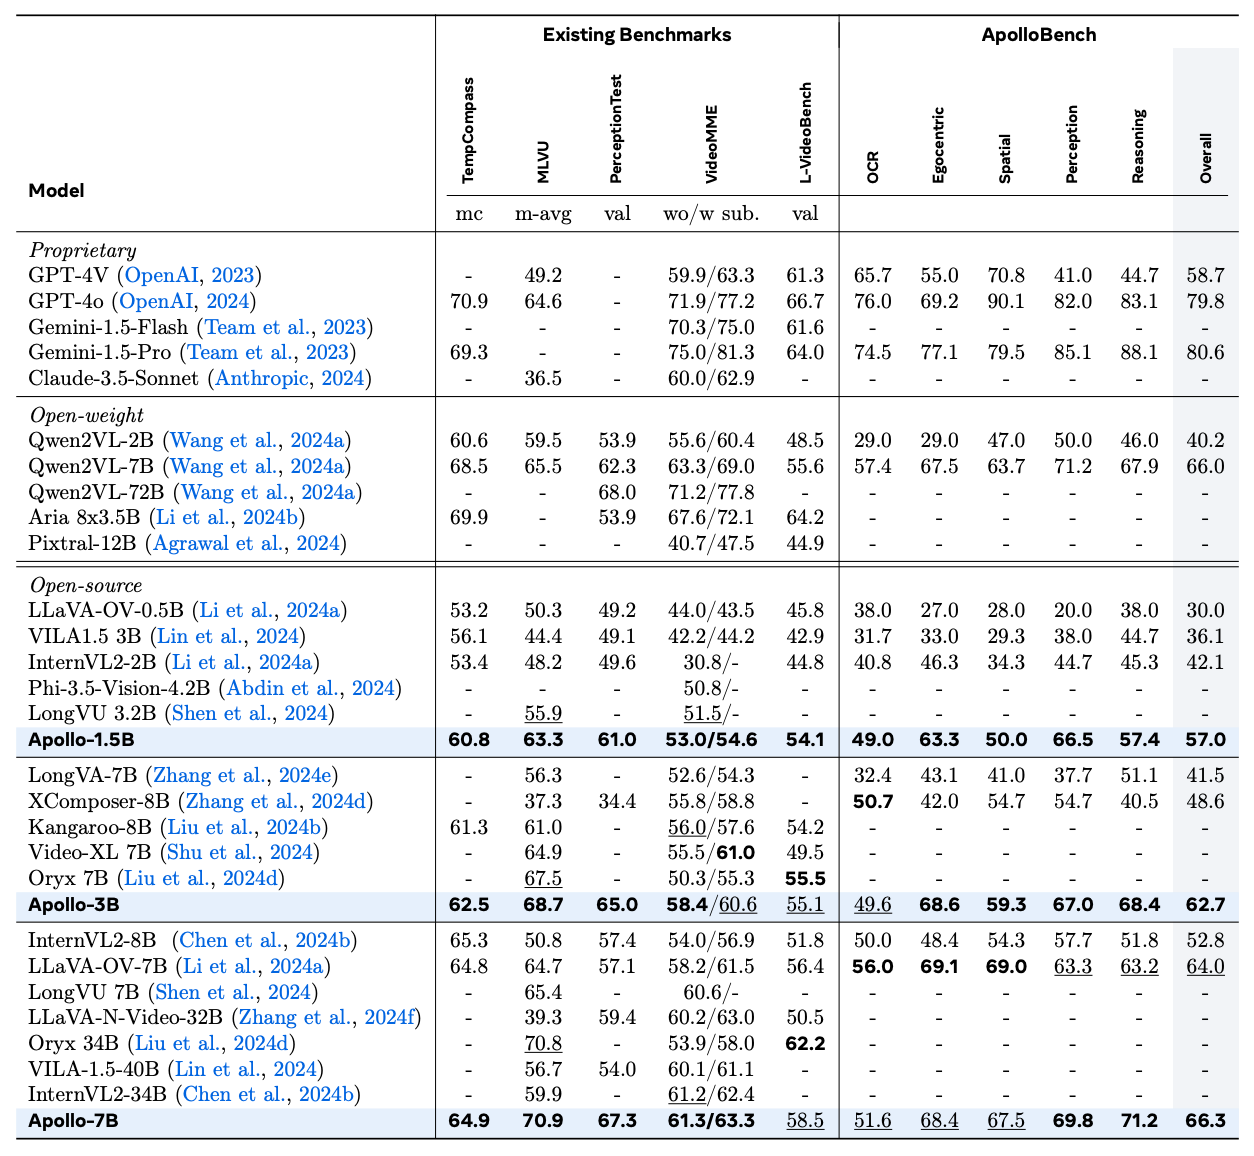 Existing Benchmarks ApolloBench
Model TempCompass MLVU PerceptionTest VideoMME L-VideoBench OCR Egocentric Spatial Perception Reasoning Overall
mc m-avg val wo/w sub. val
Proprietary
GPT-4V (OpenAI, 2023) - 49.2 - 59.9/63.3 61.3 65.7 55.0 70.8 41.0 44.7 58.7
GPT-4o (OpenAI, 2024) 70.9 64.6 - 71.9/77.2 66.7 76.0 69.2 90.1 82.0 83.1 79.8
Gemini-1.5-Flash (Team et al., 2023) - - - 70.3/75.0 61.6 - - - - - -
Gemini-1.5-Pro (Team et al., 2023) 69.3 - - 75.0/81.3 64.0 74.5 77.1 79.5 85.1 88.1 80.6
Claude-3.5-Sonnet (Anthropic, 2024) - 36.5 - 60.0/62.9 - - - - - - -
Open-weight
Qwen2VL-2B (Wang et al., 2024a) 60.6 59.5 53.9 55.6/60.4 48.5 29.0 29.0 47.0 50.0 46.0 40.2
Qwen2VL-7B (Wang et al., 2024a) 68.5 65.5 62.3 63.3/69.0 55.6 57.4 67.5 63.7 71.2 67.9 66.0
Qwen2VL-72B (Wang et al., 2024a) - - 68.0 71.2/77.8 - - - - - - -
Aria 8x3.5B (Li et al., 2024b) 69.9 - 53.9 67.6/72.1 64.2 - - - - - -
Pixtral-12B (Agrawal et al., 2024) - - - 40.7/47.5 44.9 - - - - - -
Open-source
LLaVA-OV-0.5B (Li et al., 2024a) 53.2 50.3 49.2 44.0/43.5 45.8 38.0 27.0 28.0 20.0 38.0 30.0
VILA1.5 3B (Lin et al., 2024) 56.1 44.4 49.1 42.2/44.2 42.9 31.7 33.0 29.3 38.0 44.7 36.1
InternVL2-2B (Li et al., 2024a) 53.4 48.2 49.6 30.8/- 44.8 40.8 46.3 34.3 44.7 45.3 42.1
Phi-3.5-Vision-4.2B (Abdin et al., 2024) - - - 50.8/- - - - - - - -
LongVU 3.2B (Shen et al., 2024) - 55.9 - 51.5/- - - - - - - -
Apollo-1.5B 60.8 63.3 61.0 53.0/54.6 54.1 49.0 63.3 50.0 66.5 57.4 57.0
LongVA-7B (Zhang et al., 2024e) - 56.3 - 52.6/54.3 - 32.4 43.1 41.0 37.7 51.1 41.5
XComposer-8B (Zhang et al., 2024d) - 37.3 34.4 55.8/58.8 - 50.7 42.0 54.7 54.7 40.5 48.6
Kangaroo-8B (Liu et al., 2024b) 61.3 61.0 - 56.0/57.6 54.2 - - - - - -
Video-XL 7B (Shu et al., 2024) - 64.9 - 55.5/61.0 49.5 - - - - - -
Oryx 7B (Liu et al., 2024d) - 67.5 - 50.3/55.3 55.5 - - - - - -
Apollo-3B 62.5 68.7 65.0 58.4/60.6 55.1 49.6 68.6 59.3 67.0 68.4 62.7
InternVL2-8B (Chen et al., 2024b) 65.3 50.8 57.4 54.0/56.9 51.8 50.0 48.4 54.3 57.7 51.8 52.8
LLaVA-OV-7B (Li et al., 2024a) 64.8 64.7 57.1 58.2/61.5 56.4 56.0 69.1 69.0 63.3 63.2 64.0
LongVU 7B (Shen et al., 2024) - 65.4 - 60.6/- - - - - - - -
LLaVA-N-Video-32B (Zhang et al., 2024f) - 39.3 59.4 60.2/63.0 50.5 - - - - - -
Oryx 34B (Liu et al., 2024d) - 70.8 - 53.9/58.0 62.2 - - - - - -
VILA-1.5-40B (Lin et al., 2024) - 56.7 54.0 60.1/61.1 - - - - - - -
InternVL2-34B (Chen et al., 2024b) - 59.9 - 61.2/62.4 - - - - - - -
Apollo-7B 64.9 70.9 67.3 61.3/63.3 58.5 51.6 68.4 67.5 69.8 71.2 66.3